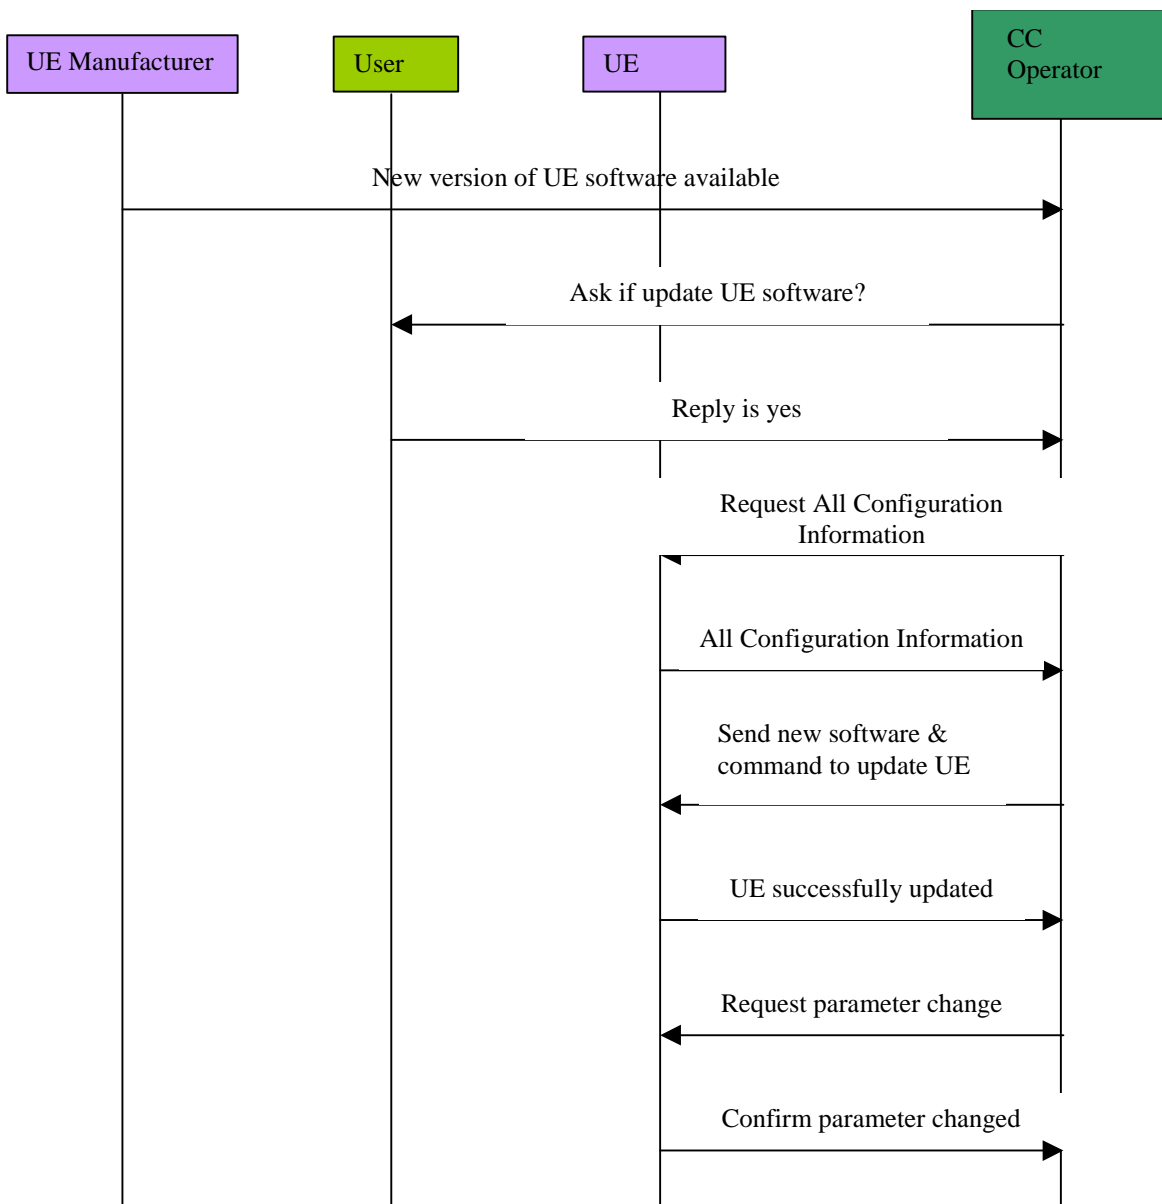 UE Manufacturer
User
UE
CC
Operator
New version of UE software available
Ask if update UE software?
Reply is yes
Request All Configuration
Information
All Configuration Information
Send new software &
command to update UE
UE successfully updated
Request parameter change
Confirm parameter changed